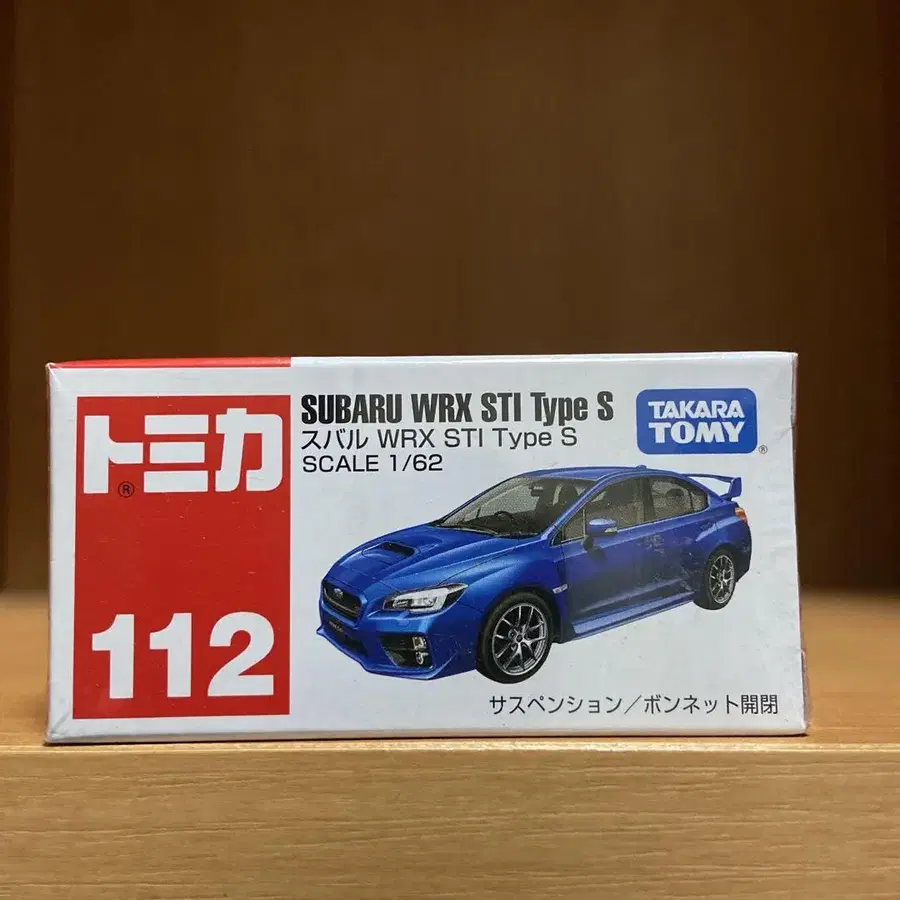 トミカ
®
112
SUBARU WRX STI Type S
スバル WRX STI Type S
SCALE 1/62
TAKARA
TOMY
®
サスペンション/ボンネット開閉